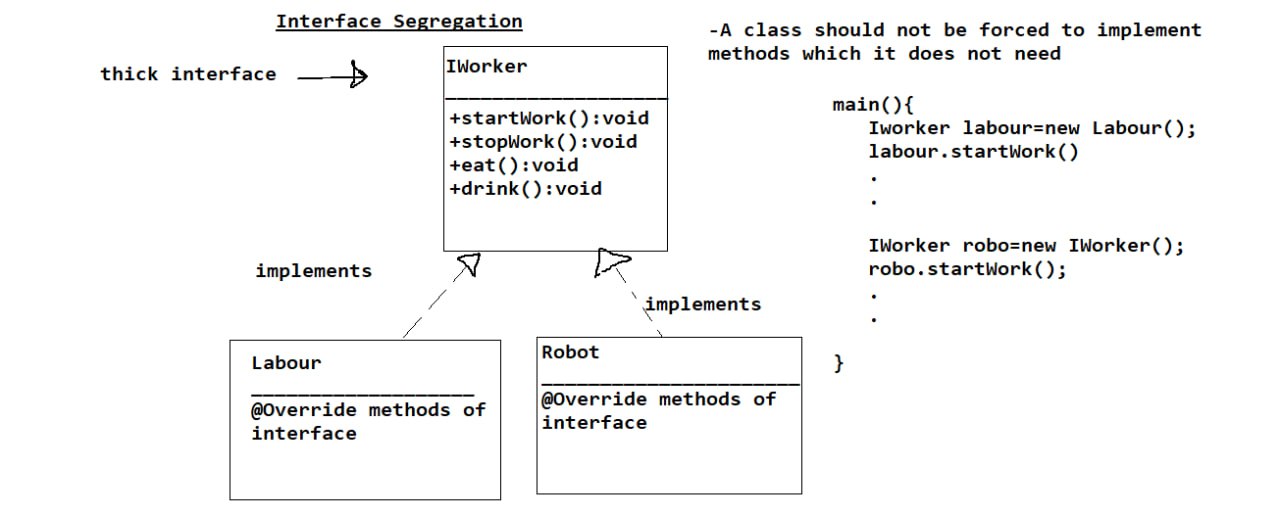 Interface Segregation
-A class should not be forced to implement
methods which it does not need
thick interface
IWorker
+startWork():void
+stopWork():void
+eat():void
+drink():void
main(){
Iworker labour=new Labour();
labour.startWork()
.
.
IWorker robo=new IWorker();
robo.startWork();
.
.
}
implements
implements
Labour
@Override methods of
interface
Robot
@Override methods of
interface